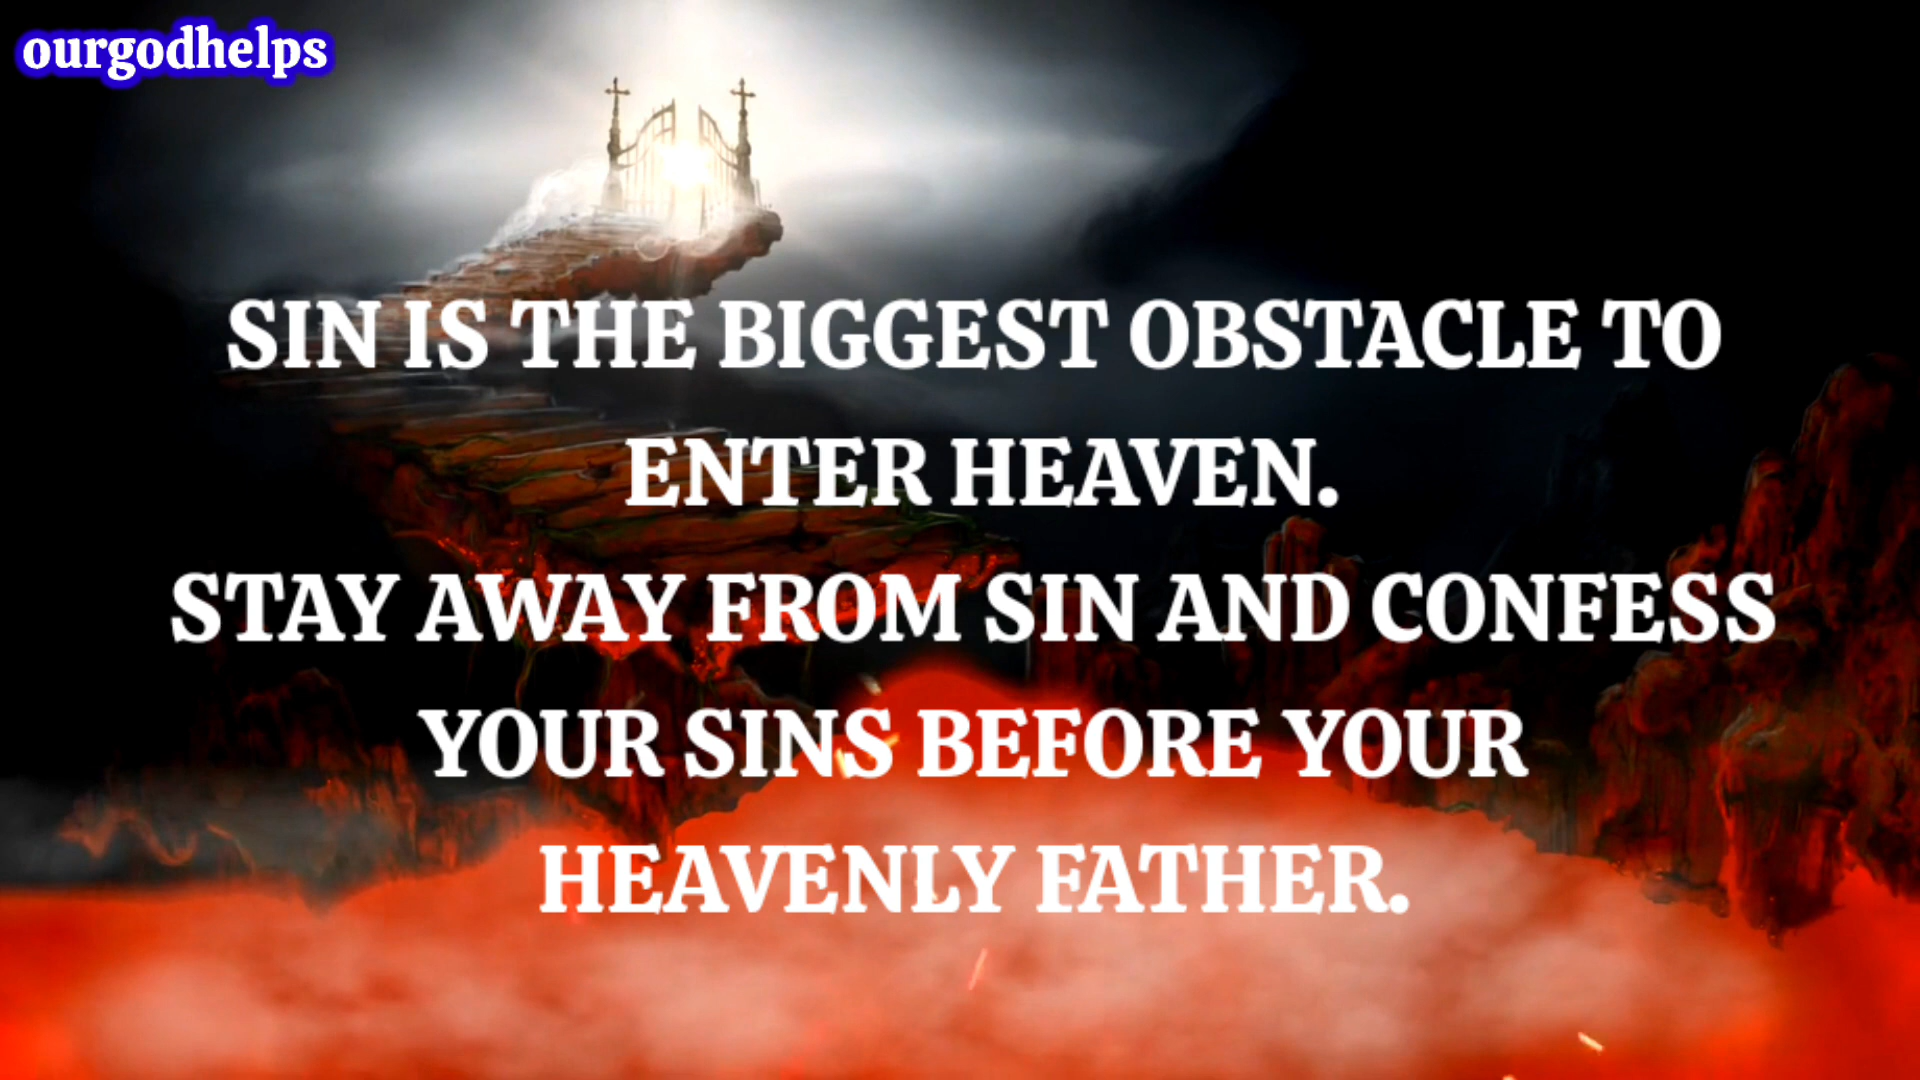 ourgodhelps
SIN IS THE BIGGEST OBSTACLE TO
ENTER HEAVEN.
STAY AWAY FROM SIN AND CONFESS
YOUR SINS BEFORE YOUR
HEAVENLY FATHER.